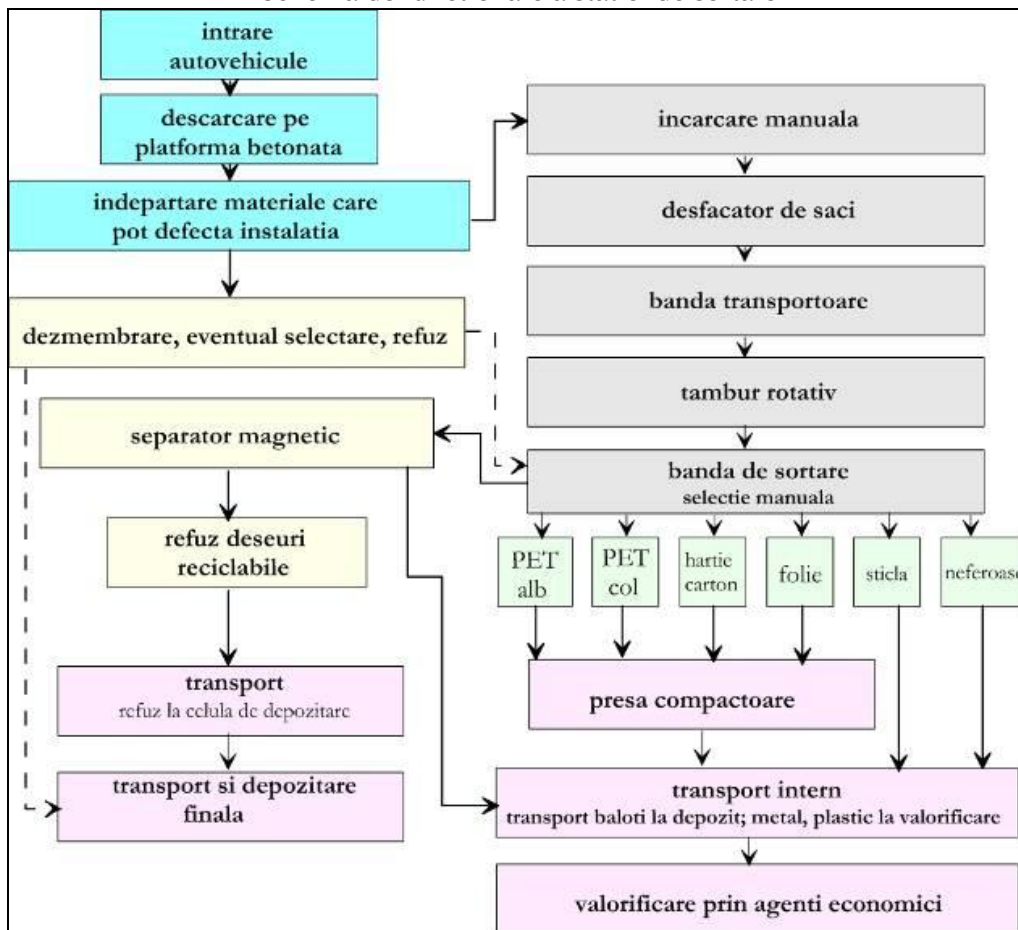 intrare
autovehicule
descarcare pe
platforma betonata
indepartare materiale care
pot defecta instalatia
dezmembrare, eventual selectare, refuz
separator magnetic
refuz deseuri
reciclabile
transport
refuz la celula de depozitare
transport si depozitare
finala
incarcare manuala
desfacator de saci
banda transportoare
tambur rotativ
banda de sortare
selectie manuala
PET
alb
PET
col
hartie
carton
folie
sticla
neferoase
presa compactoare
transport intern
transport baloti la depozit; metal, plastic la valorificare
valorificare prin agenti economici